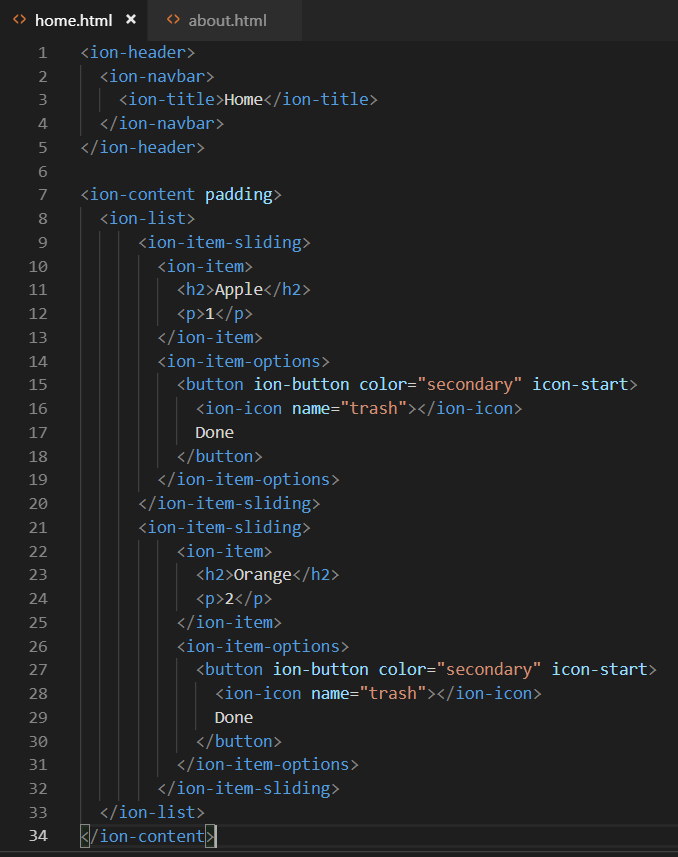 <> home.html × <> about.html
1 <ion-header>
2   <ion-navbar>
3     <ion-title>Home</ion-title>
4   </ion-navbar>
5 </ion-header>
6
7 <ion-content padding>
8   <ion-list>
9       <ion-item-sliding>
10         <ion-item>
11           <h2>Apple</h2>
12           <p>1</p>
13         </ion-item>
14         <ion-item-options>
15           <button ion-button color="secondary" icon-start>
16             <ion-icon name="trash"></ion-icon>
17             Done
18           </button>
19         </ion-item-options>
20       </ion-item-sliding>
21       <ion-item-sliding>
22           <ion-item>
23             <h2>Orange</h2>
24             <p>2</p>
25           </ion-item>
26           <ion-item-options>
27             <button ion-button color="secondary" icon-start>
28               <ion-icon name="trash"></ion-icon>
29               Done
30             </button>
31           </ion-item-options>
32         </ion-item-sliding>
33   </ion-list>
34 </ion-content>